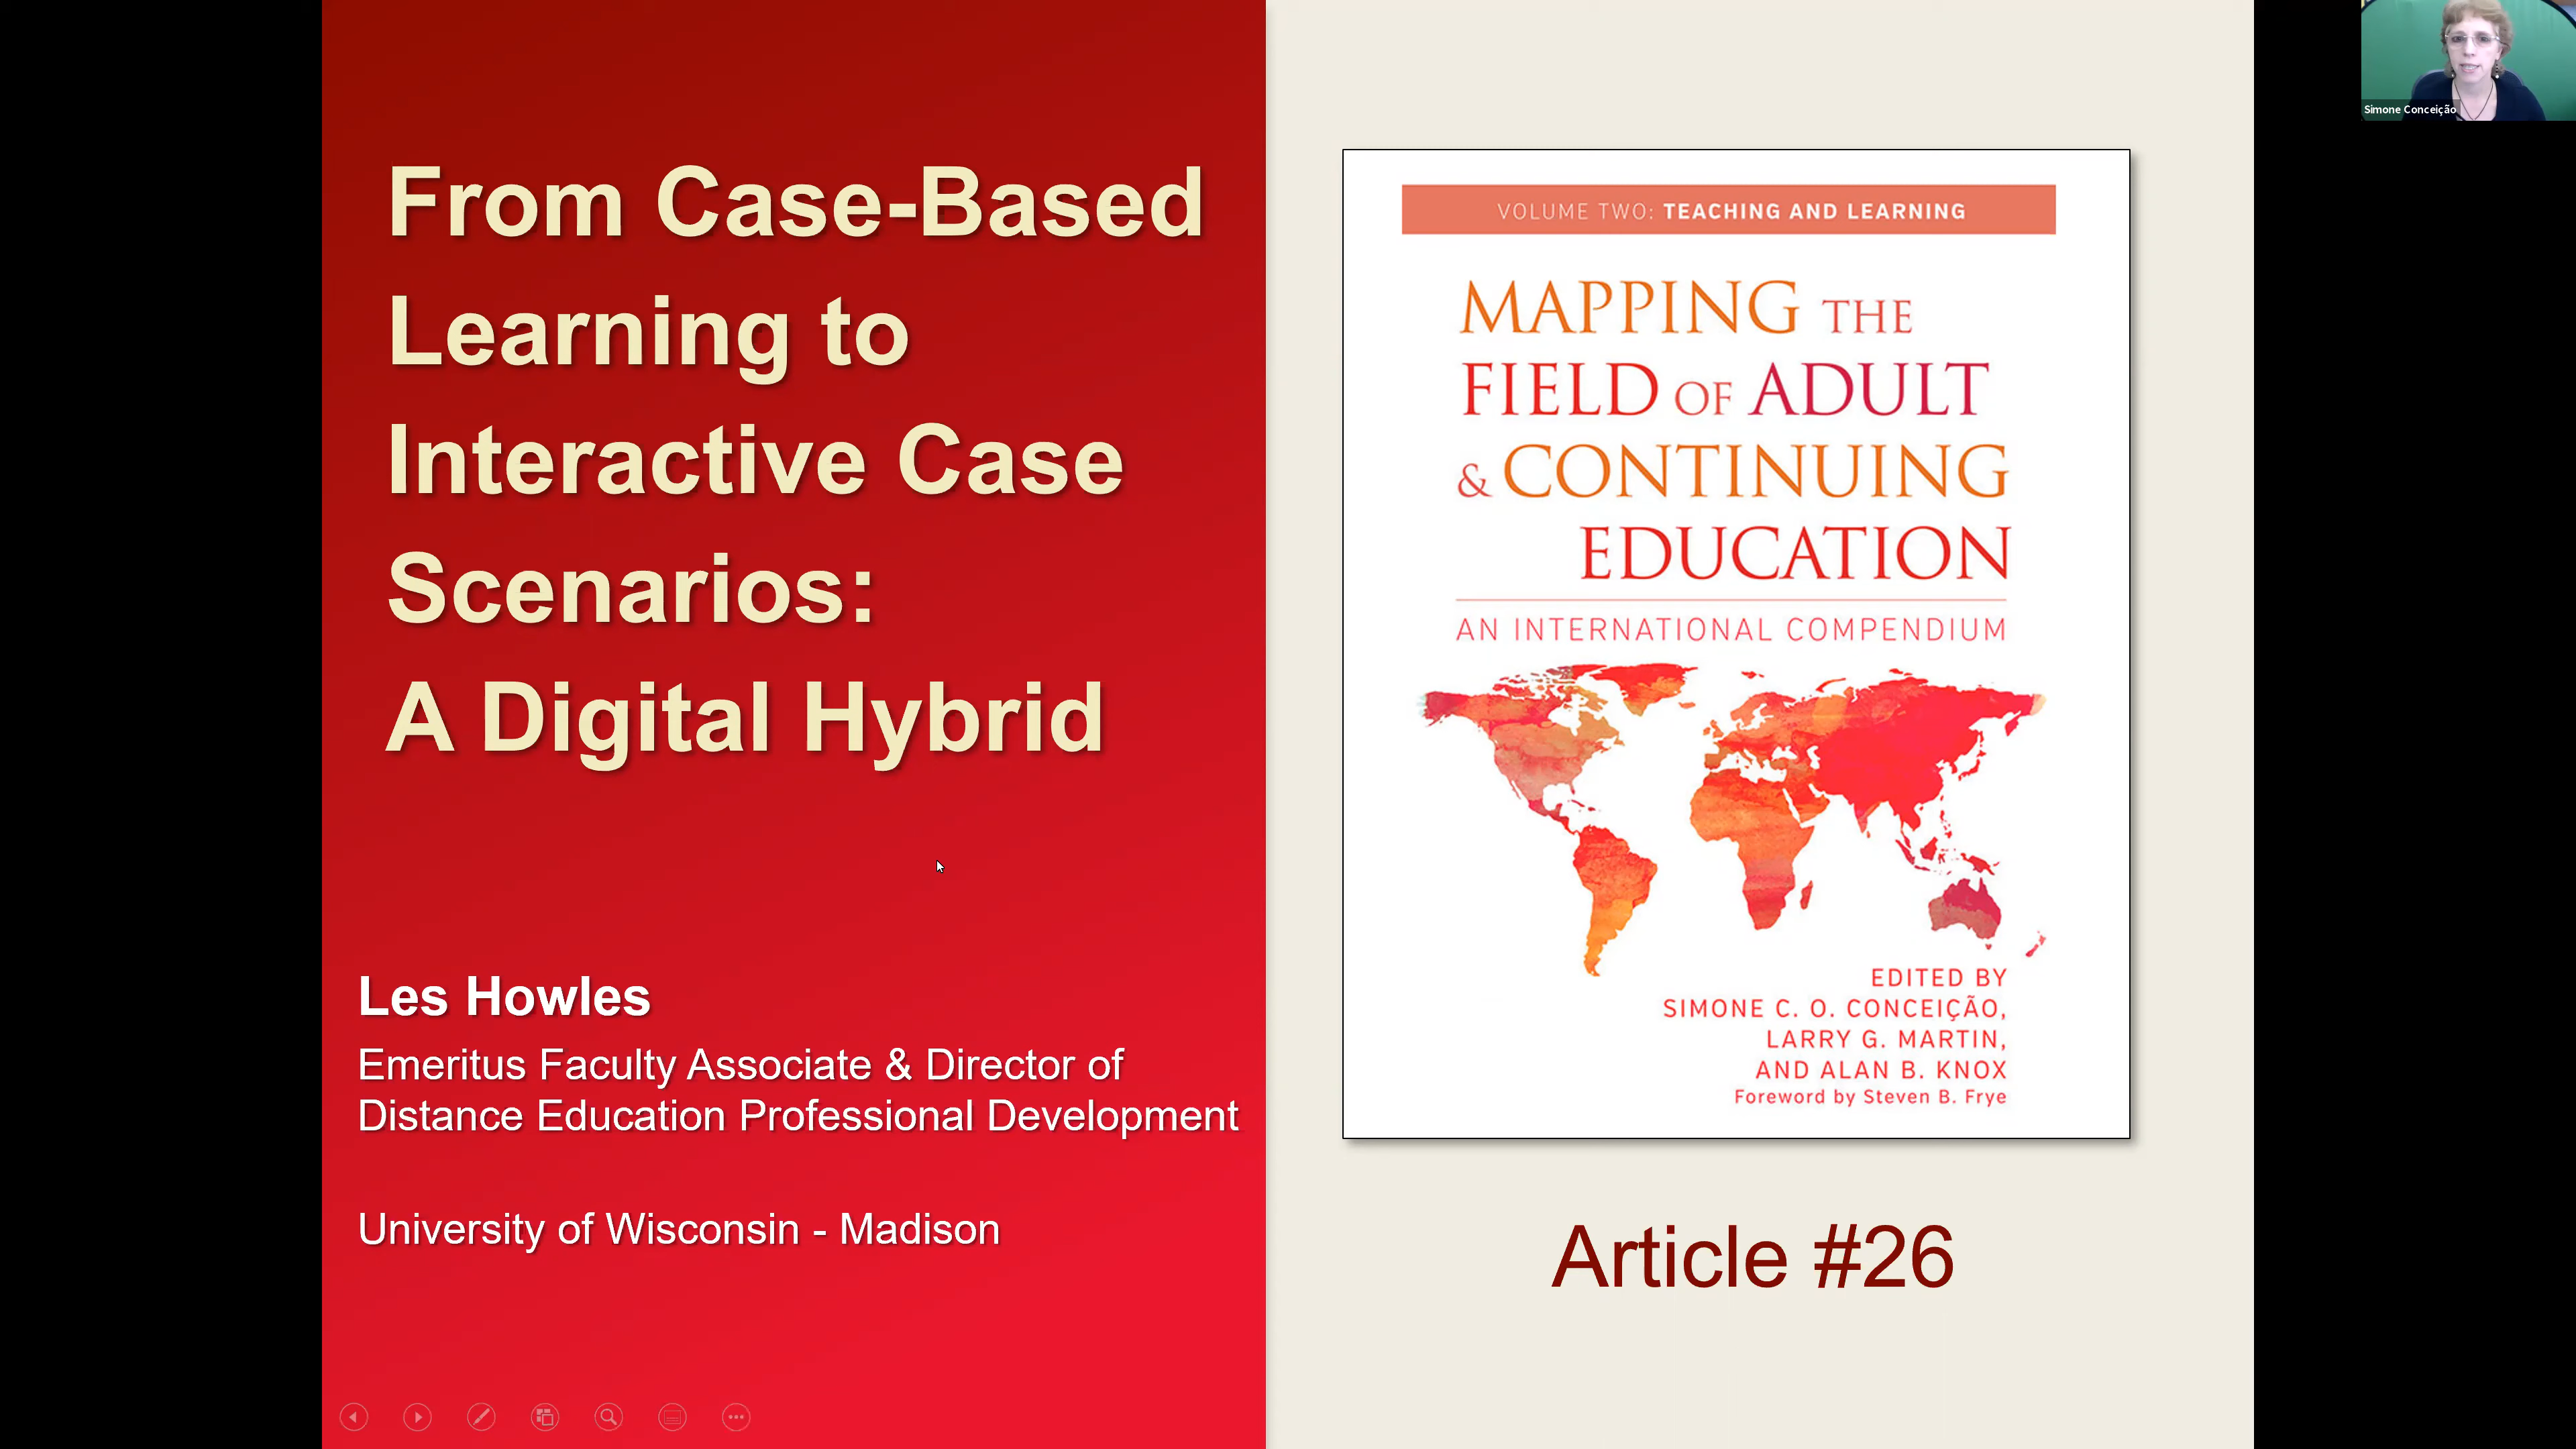 From Case-Based
Learning to
Interactive Case
Scenarios:
A Digital Hybrid
Les Howles
Emeritus Faculty Associate & Director of
Distance Education Professional Development
University of Wisconsin - Madison
VOLUME TWO: TEACHING AND LEARNING
MAPPING THE
FIELD OF ADULT
& CONTINUING
EDUCATION
AN INTERNATIONAL COMPENDIUM
EDITED BY
SIMONE C. O. CONCEIÇÃO,
LARRY G. MARTIN,
AND ALAN B. KNOX
Foreword by Steven B. Frye
Article #26
Simone Conceição